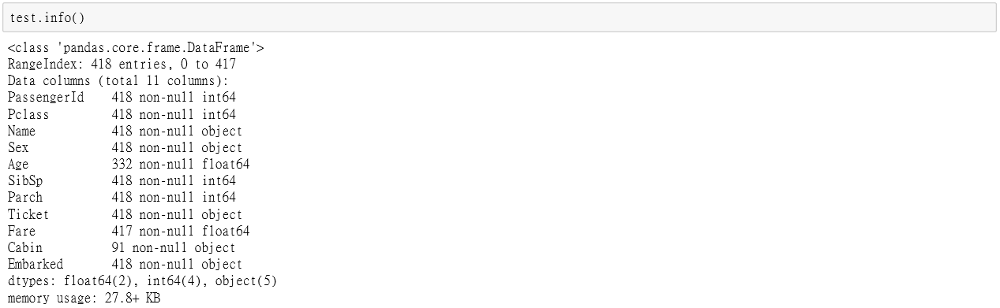 test.info()
<class 'pandas.core.frame.DataFrame'>
RangeIndex: 418 entries, 0 to 417
Data columns (total 11 columns):
PassengerId    418 non-null int64
Pclass         418 non-null int64
Name           418 non-null object
Sex            418 non-null object
Age            332 non-null float64
SibSp          418 non-null int64
Parch          418 non-null int64
Ticket         418 non-null object
Fare           417 non-null float64
Cabin          91 non-null object
Embarked       418 non-null object
dtypes: float64(2), int64(4), object(5)
memory usage: 27.8+ KB